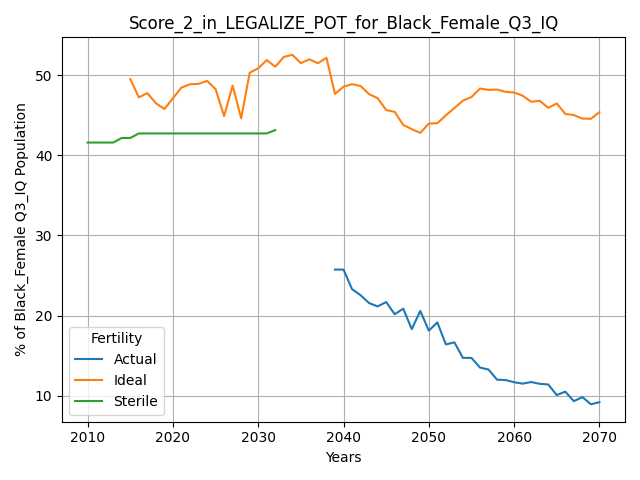 Score_2_in_LEGALIZE_POT_for_Black_Female_Q3_IQ
% of Black_Female Q3_IQ Population
50
40
30
20
10
Fertility
Actual
Ideal
Sterile
2010 2020 2030 2040 2050 2060 2070
Years